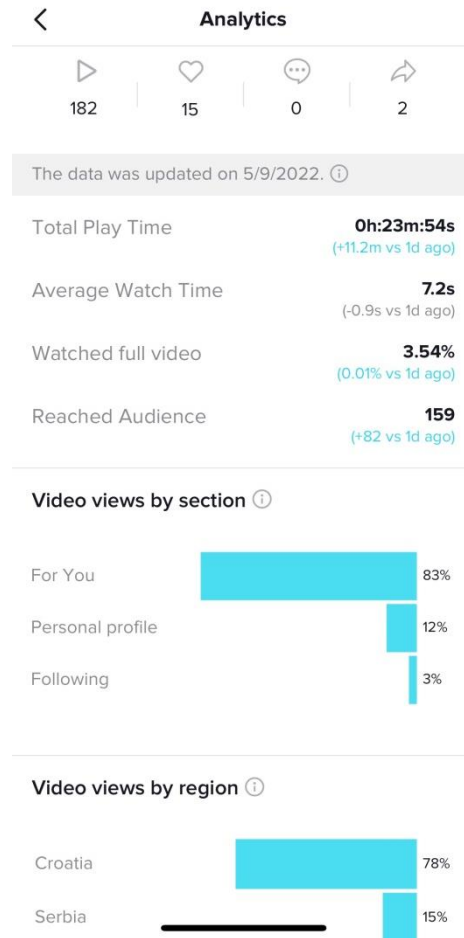 Analytics
182 15 0 2
The data was updated on 5/9/2022.
Total Play Time 0h:23m:54s
(+11.2m vs 1d ago)
Average Watch Time 7.2s
(-0.9s vs 1d ago)
Watched full video 3.54%
(0.01% vs 1d ago)
Reached Audience 159
(+82 vs 1d ago)
Video views by section
For You 83%
Personal profile 12%
Following 3%
Video views by region
Croatia 78%
Serbia 15%